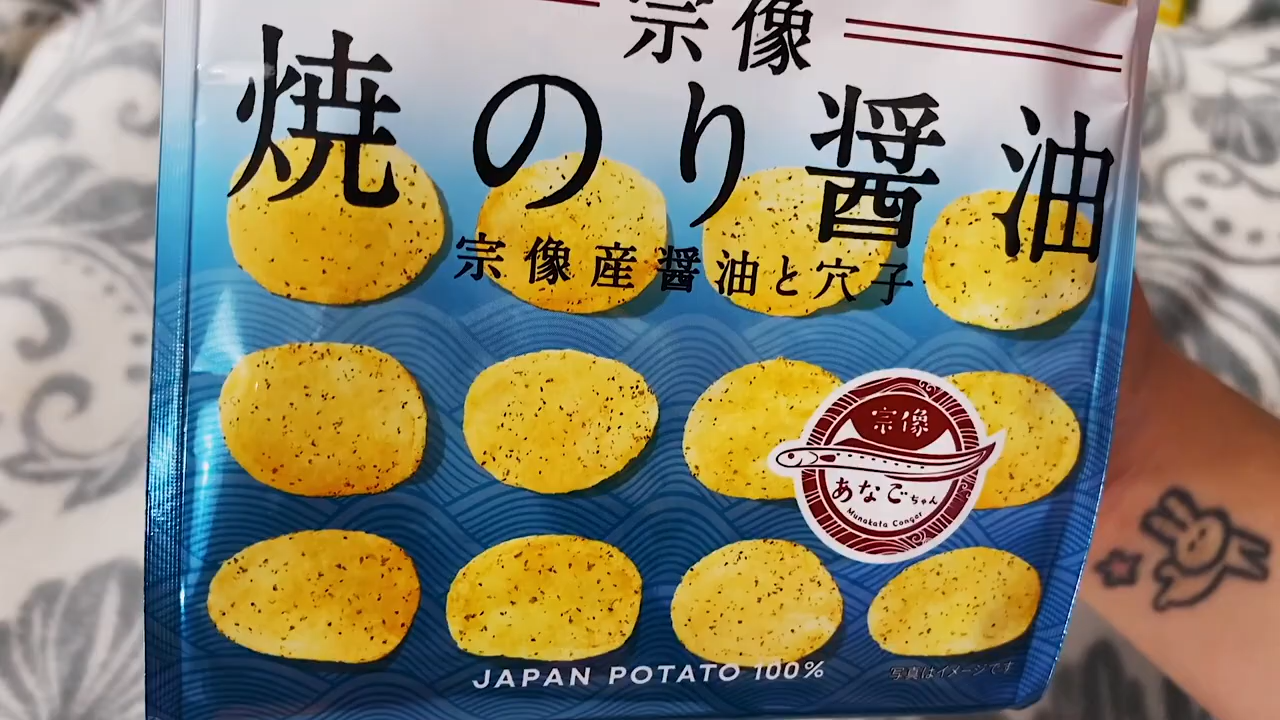 宗像
焼のり醤油
宗像産醤油と穴子
宗像
あなごちゃん
Munakata Conger
JAPAN POTATO 100%
写真はイメージです